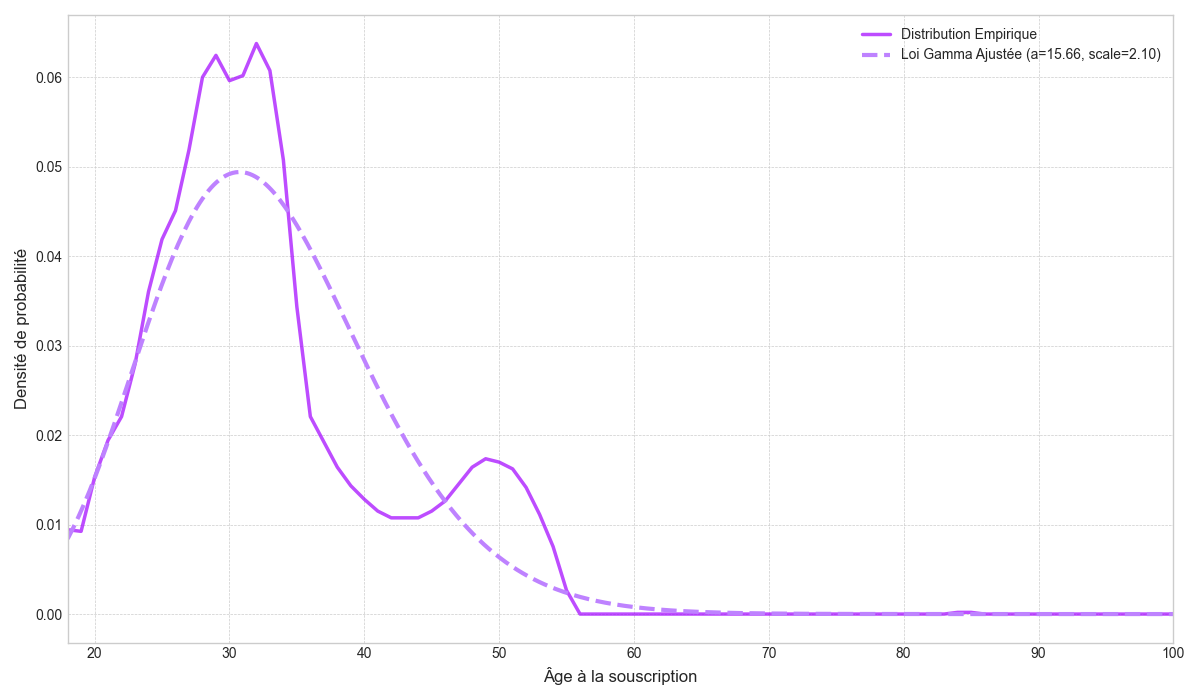 Distribution Empirique
Loi Gamma Ajustée (a=15.66, scale=2.10)
Densité de probabilité
0.06
0.05
0.04
0.03
0.02
0.01
0.00
20 30 40 50 60 70 80 90 100
Âge à la souscription